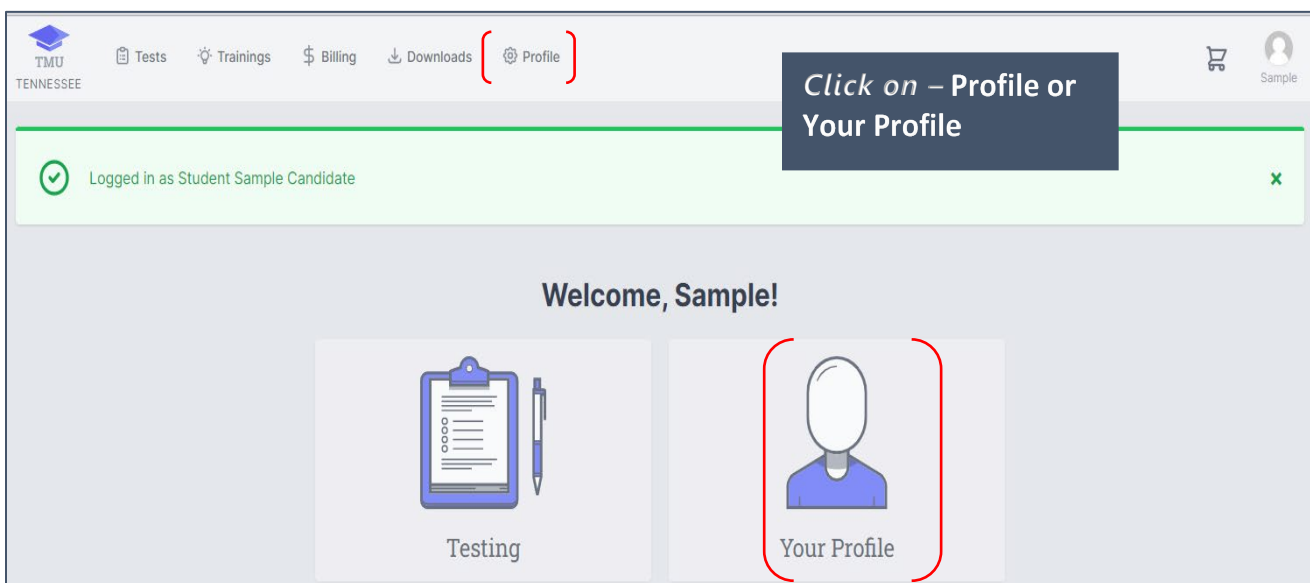 TMU
TENNESSEE
Tests
Trainings
$ Billing
Downloads
Profile
Sample
Click on – Profile or
Your Profile
Logged in as Student Sample Candidate
x
Welcome, Sample!
Testing
Your Profile